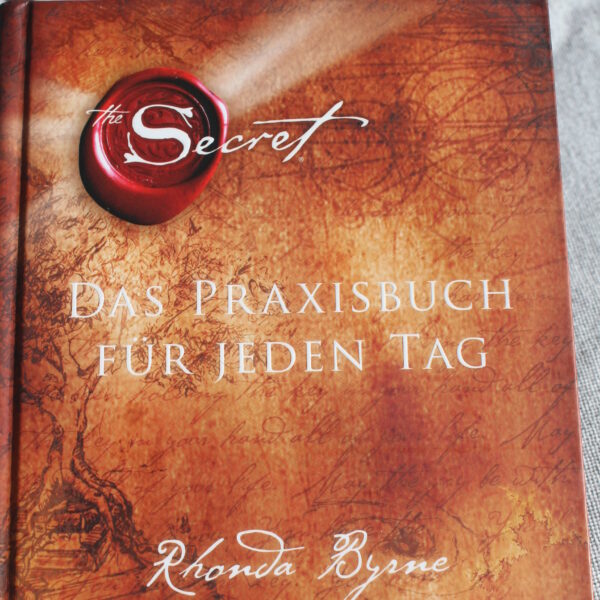 the Secret®
DAS PRAXISBUCH
FÜR JEDEN TAG
Rhonda Byrne